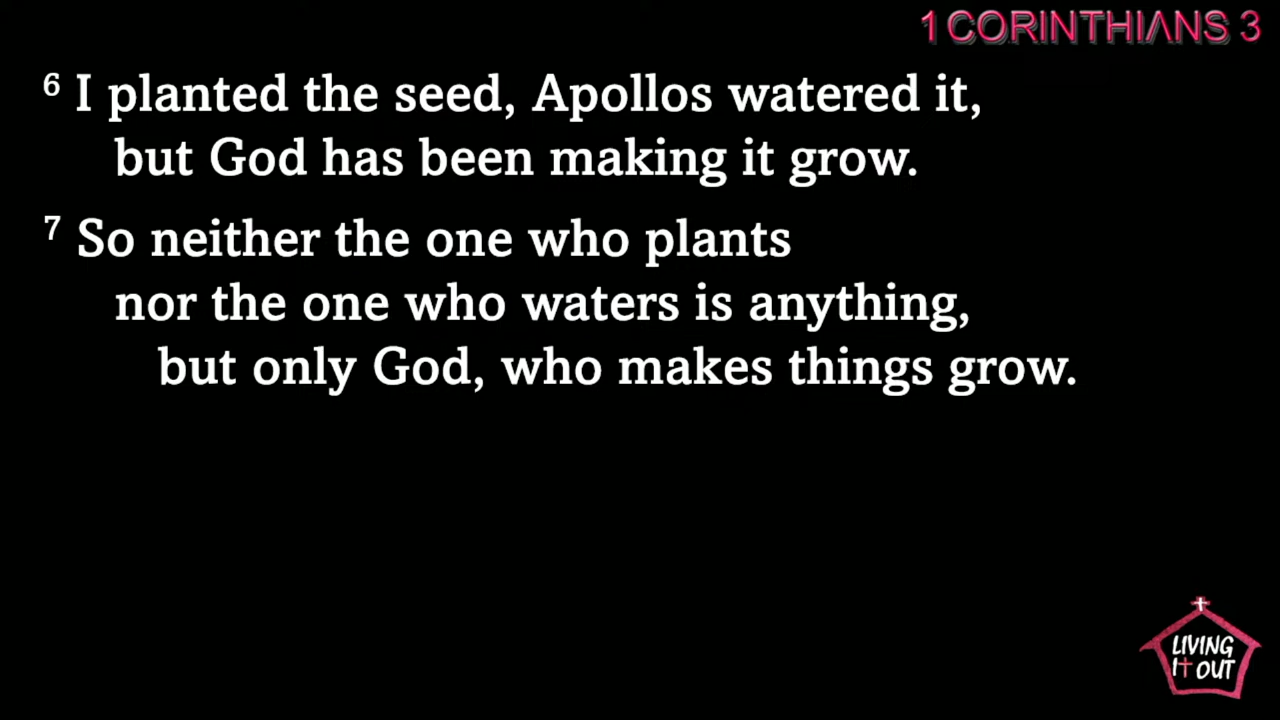 1 CORINTHIANS 3
6 I planted the seed, Apollos watered it,
but God has been making it grow.
7 So neither the one who plants
nor the one who waters is anything,
but only God, who makes things grow.
LIVING
IT OUT